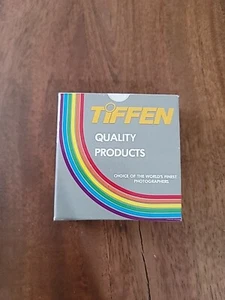 TIFFEN
QUALITY
PRODUCTS
CHOICE OF THE WORLD'S FINEST
PHOTOGRAPHERS